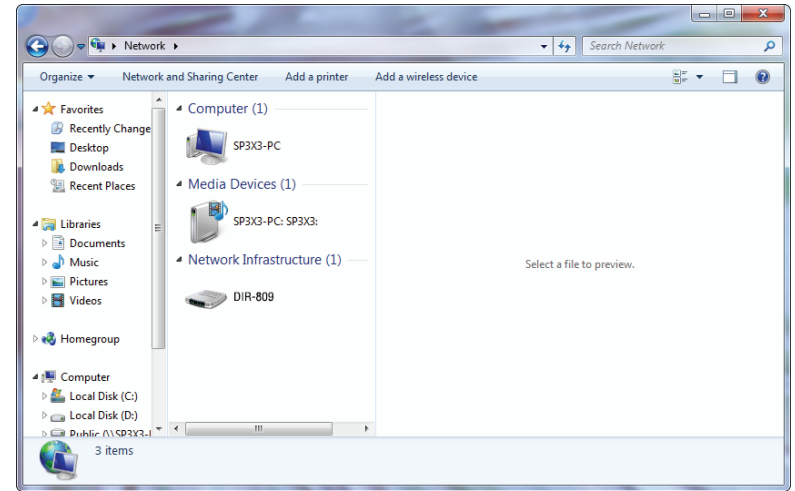 Network
Search Network
Organize
Network and Sharing Center
Add a printer
Add a wireless device
Favorites
Recently Change
Desktop
Downloads
Recent Places
Libraries
Documents
Music
Pictures
Videos
Homegroup
Computer
Local Disk (C:)
Local Disk (D:)
Public (\\SP3X3-
Computer (1)
SP3X3-PC
Media Devices (1)
SP3X3-PC: SP3X3:
Network Infrastructure (1)
DIR-809
Select a file to preview.
3 items